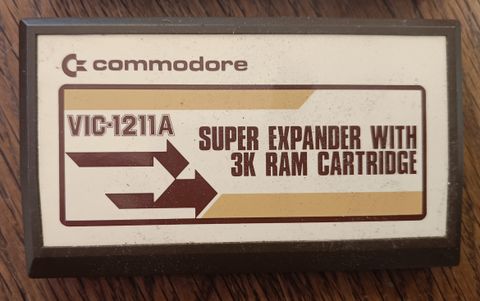 commodore
VIC-1211A
SUPER EXPANDER WITH
3K RAM CARTRIDGE